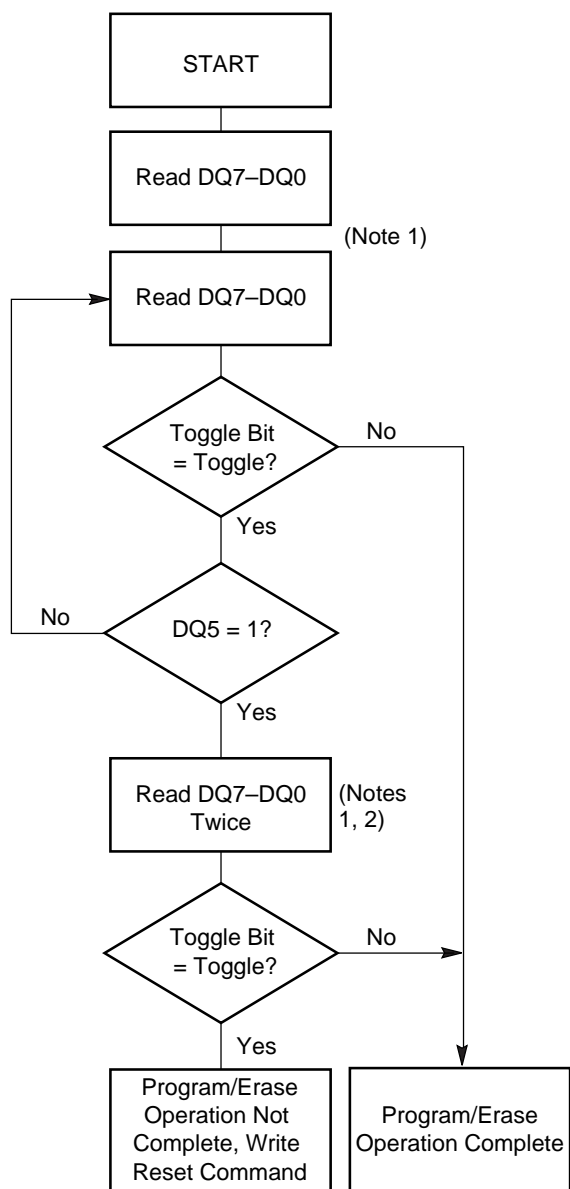 START
Read DQ7–DQ0
(Note 1)
Read DQ7–DQ0
Toggle Bit
= Toggle?
No
Yes
No
DQ5 = 1?
Yes
Read DQ7–DQ0
Twice
(Notes
1, 2)
Toggle Bit
= Toggle?
No
Yes
Program/Erase
Operation Not
Complete, Write
Reset Command
Program/Erase
Operation Complete